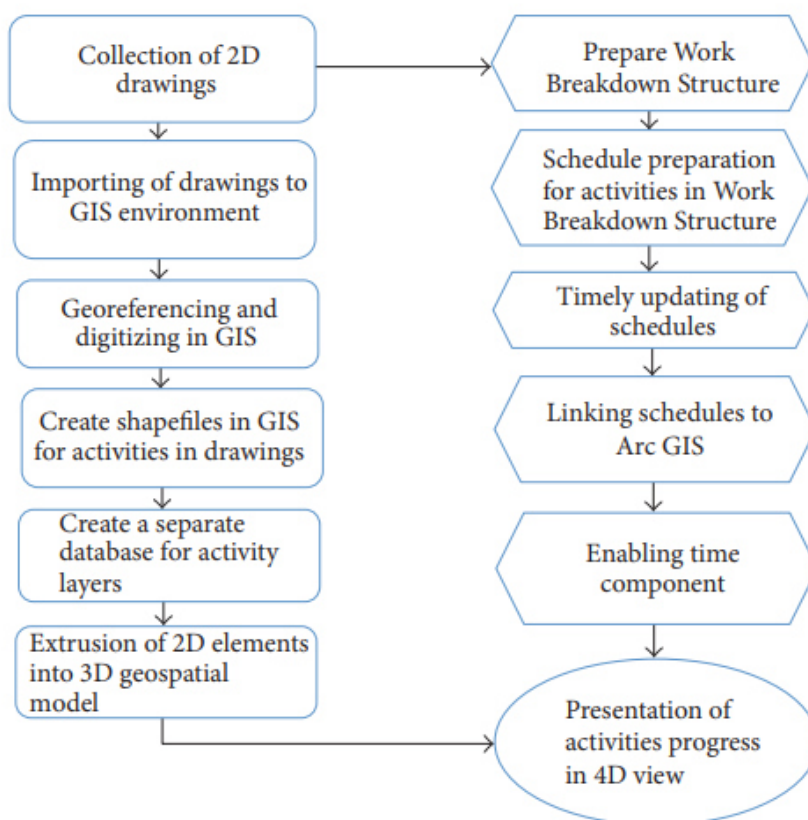 Collection of 2D
drawings
Importing of drawings to
GIS environment
Georeferencing and
digitizing in GIS
Create shapefiles in GIS
for activities in drawings
Create a separate
database for activity
layers
Extrusion of 2D elements
into 3D geospatial
model
Prepare Work
Breakdown Structure
Schedule preparation
for activities in Work
Breakdown Structure
Timely updating of
schedules
Linking schedules to
Arc GIS
Enabling time
component
Presentation of
activities progress
in 4D view